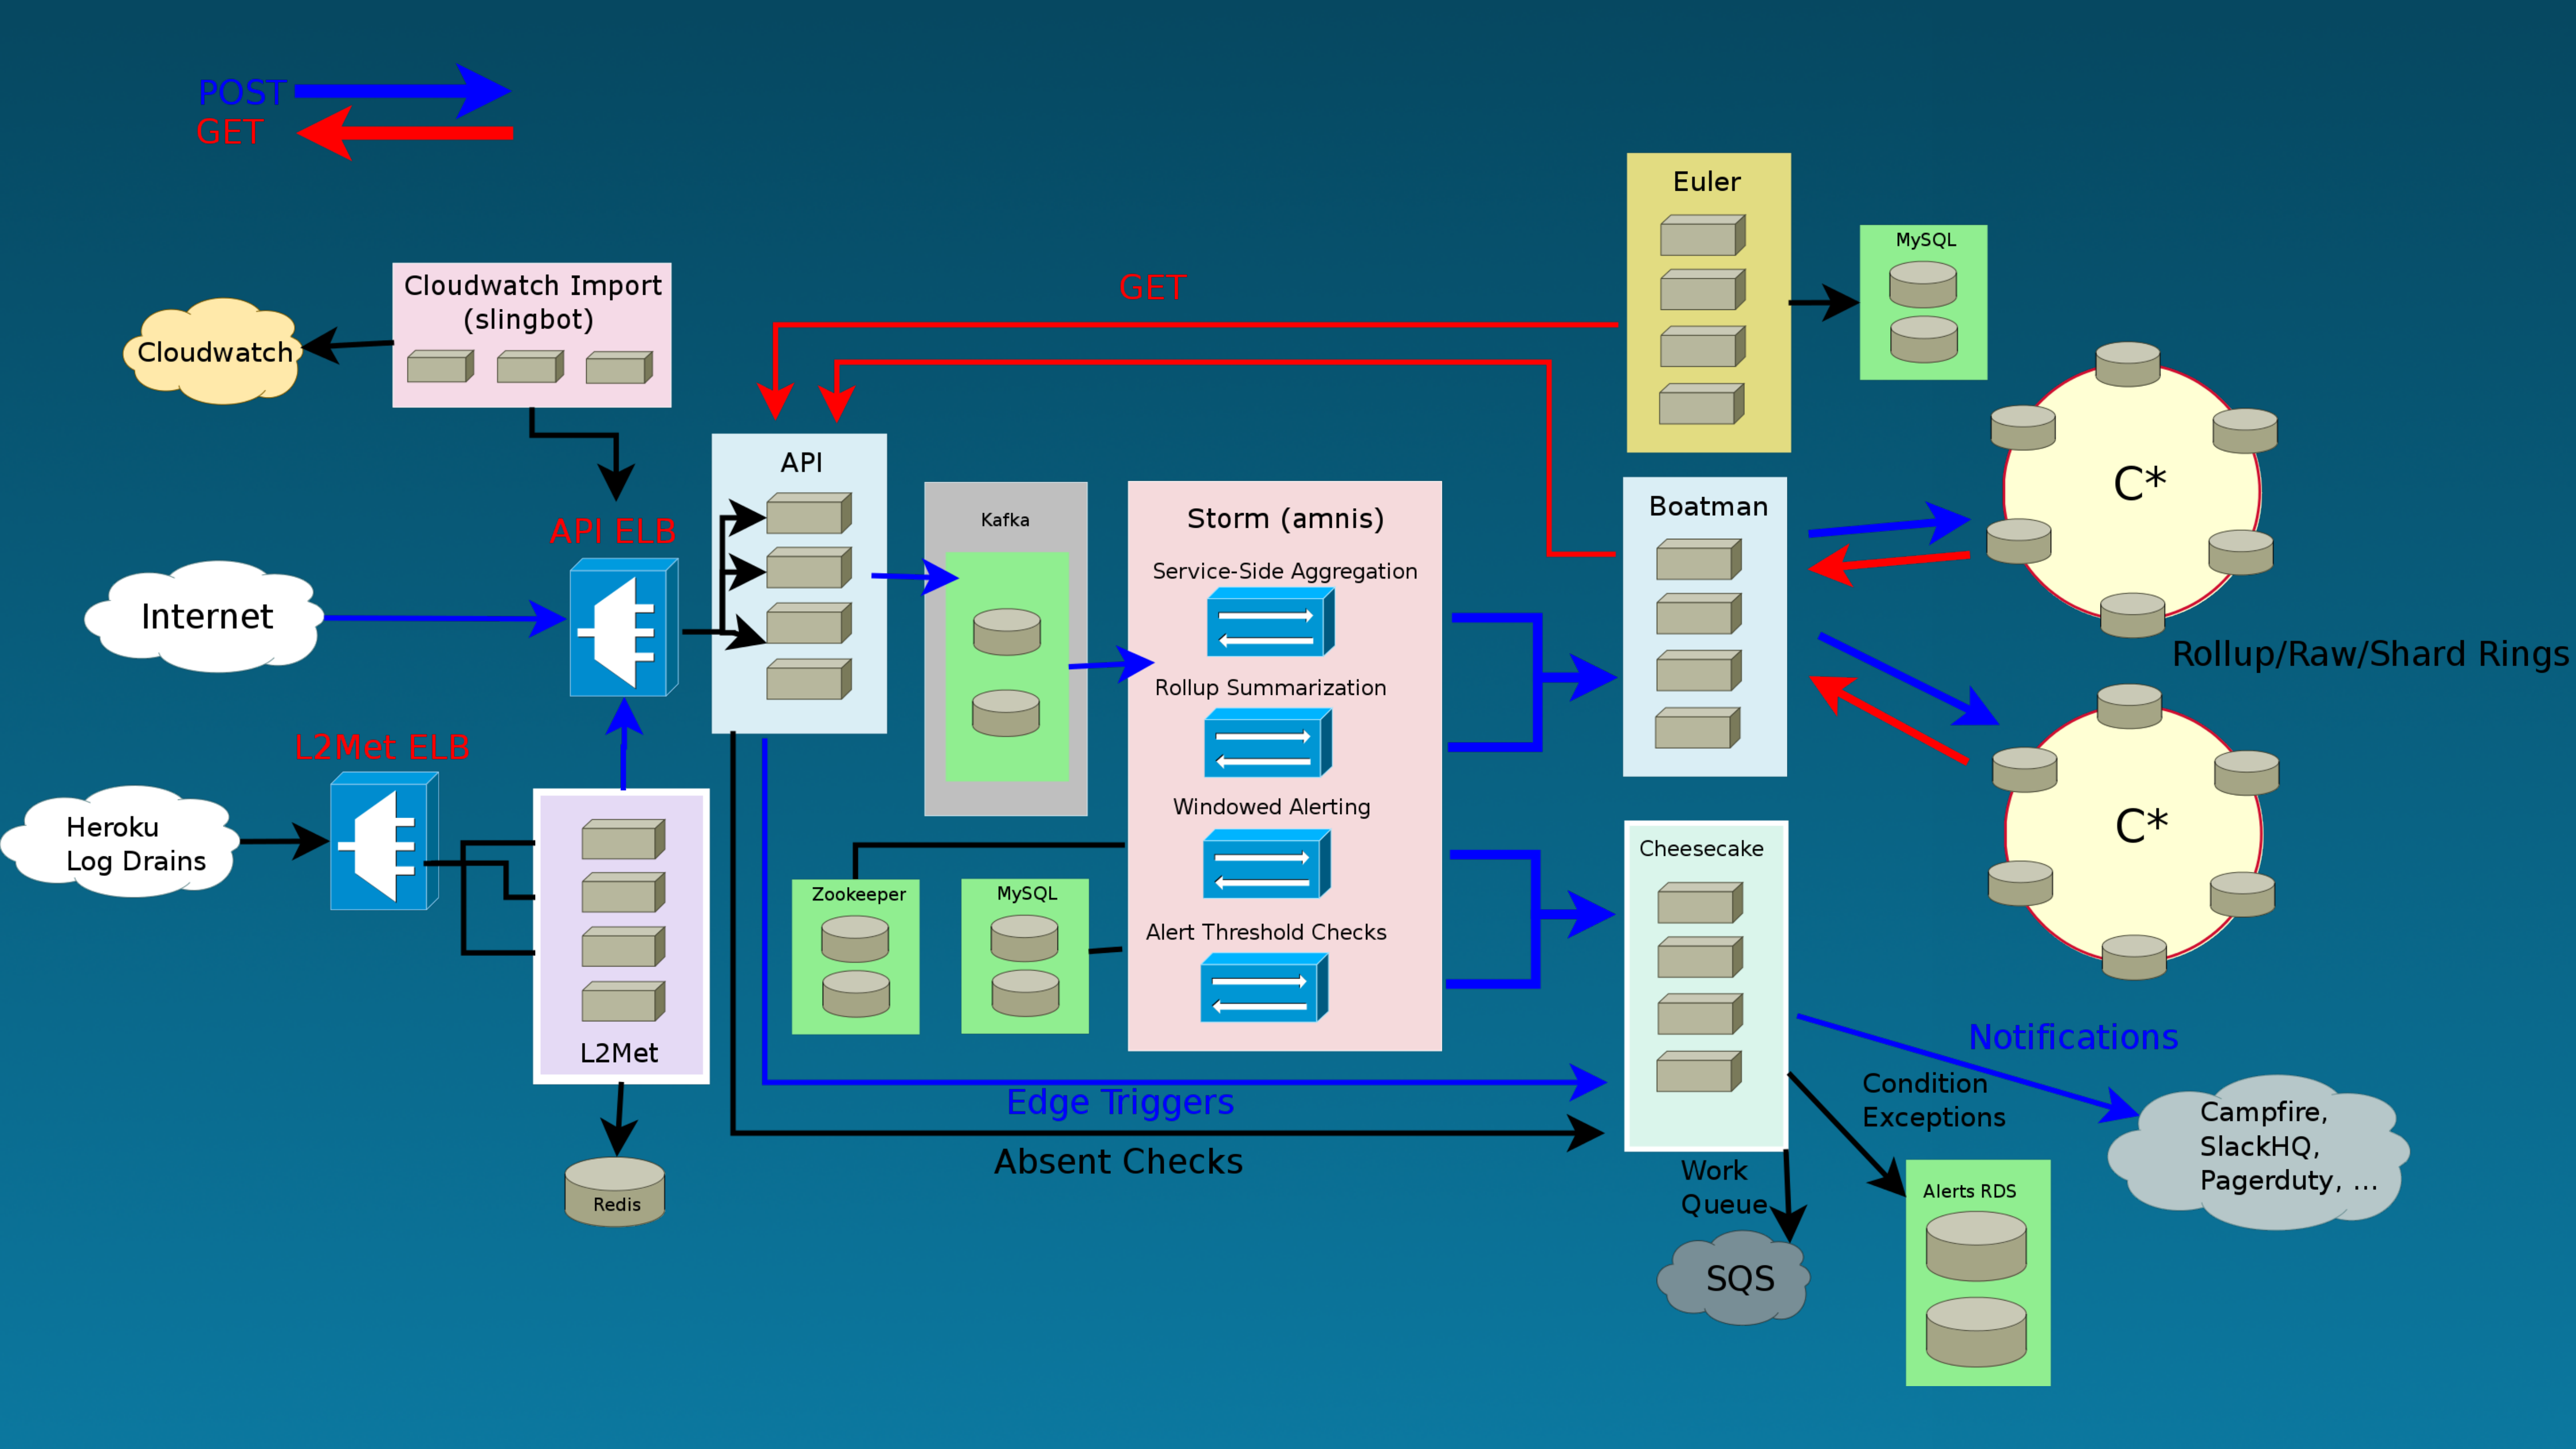 POST
GET
Euler
MySQL
Cloudwatch Import
(slingbot)
GET
Cloudwatch
API
C*
Boatman
Kafka
Storm (amnis)
API ELB
Service-Side Aggregation
Internet
Rollup/Raw/Shard Rings
Rollup Summarization
L2Met ELB
Windowed Alerting
Heroku
Log Drains
C*
Cheesecake
Zookeeper
MySQL
Alert Threshold Checks
Notifications
L2Met
Condition
Exceptions
Edge Triggers
Campfire,
SlackHQ,
Pagerduty, ...
Absent Checks
Work
Queue
Alerts RDS
Redis
SQS